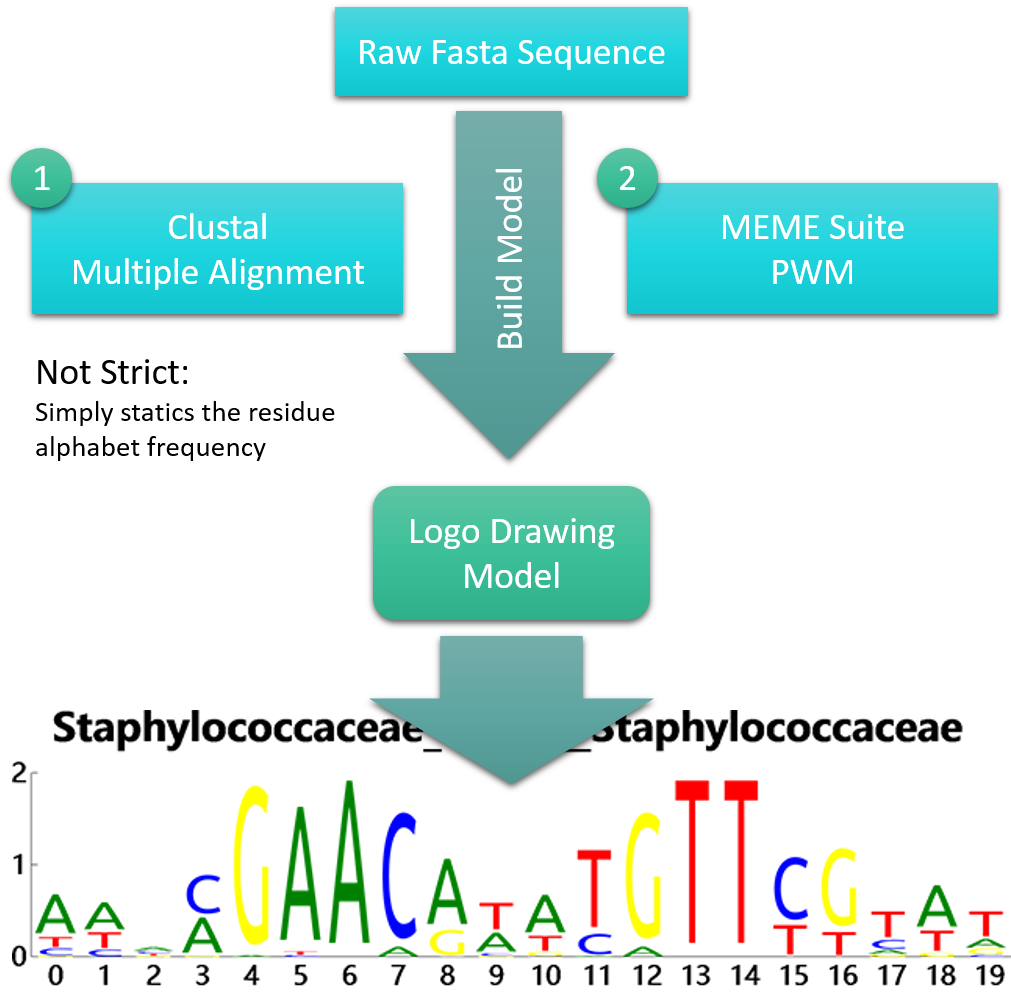 Raw Fasta Sequence
1
Clustal
Multiple Alignment
Build Model
2
MEME Suite
PWM
Not Strict:
Simply statics the residue
alphabet frequency
Logo Drawing
Model
Staphylococcaceae_ _Staphylococcaceae
2
1
0
A A C G A A C A T A T G T T C G T A T
T T A G A T C T T C T A
C C A A C A
0 1 2 3 4 5 6 7 8 9 10 11 12 13 14 15 16 17 18 19